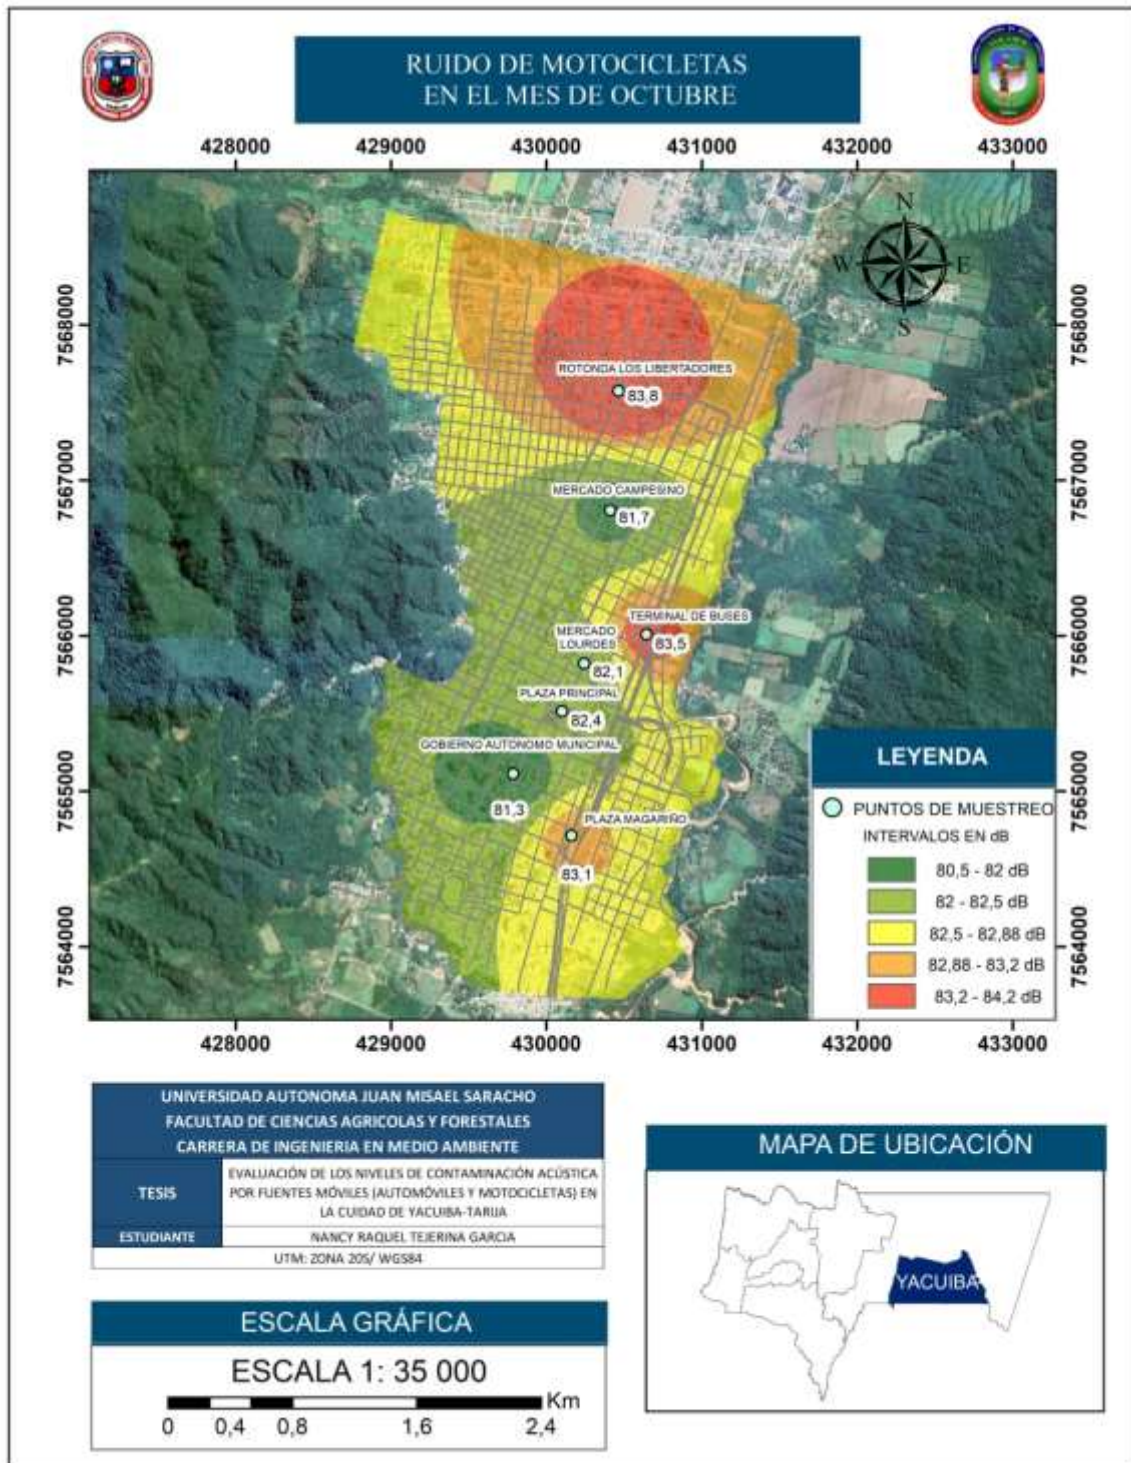 RUIDO DE MOTOCICLETAS
EN EL MES DE OCTUBRE
428000 429000 430000 431000 432000 433000
N
W E
S
7568000 7568000
ROTONDA LOS LIBERTADORES
83,8
7567000 7567000
MERCADO CAMPESINO
81,7
TERMINAL DE BUSES
7566000 7566000
MERCADO
LOURDES
83,5
82,1
PLAZA PRINCIPAL
82,4
GOBIERNO AUTONOMO MUNICIPAL
81,3
7565000 7565000
PLAZA MAGARIÑO
83,1
7564000 7564000
LEYENDA
PUNTOS DE MUESTREO
INTERVALOS EN dB
80,5 - 82 dB
82 - 82,5 dB
82,5 - 82,88 dB
82,88 - 83,2 dB
83,2 - 84,2 dB
428000 429000 430000 431000 432000 433000
UNIVERSIDAD AUTONOMA JUAN MISAEL SARACHO
FACULTAD DE CIENCIAS AGRICOLAS Y FORESTALES
CARRERA DE INGENIERIA EN MEDIO AMBIENTE
TESIS
EVALUACIÓN DE LOS NIVELES DE CONTAMINACIÓN ACÚSTICA
POR FUENTES MÓVILES (AUTOMÓVILES Y MOTOCICLETAS) EN
LA CUIDAD DE YACUIBA-TARIJA
ESTUDIANTE NANCY RAQUEL TEJERINA GARCIA
UTM: ZONA 20S/ WGS84
MAPA DE UBICACIÓN
YACUIBA
ESCALA GRÁFICA
ESCALA 1: 35 000
Km
0 0,4 0,8 1,6 2,4